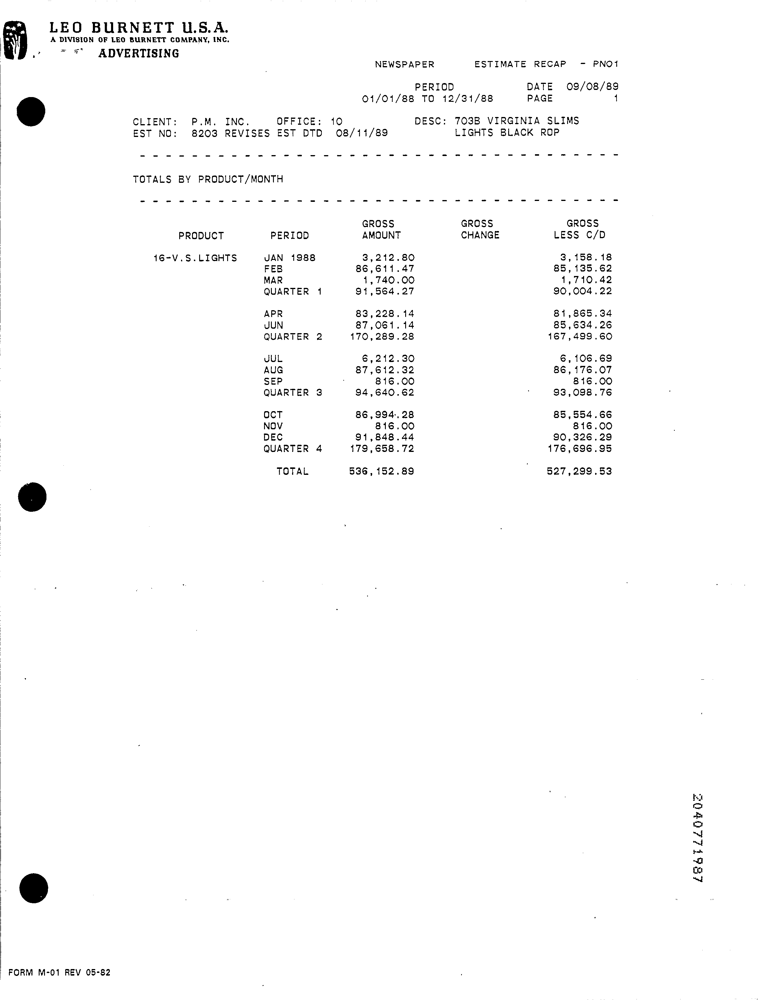 LEO BURNETT U.S.A.
A DIVISION OF LEO BURNETT COMPANY, INC.
ADVERTISING
NEWSPAPER ESTIMATE RECAP - PN01
PERIOD DATE 09/08/89
01/01/88 TO 12/31/88 PAGE 1
CLIENT: P.M. INC. OFFICE: 10 DESC: 703B VIRGINIA SLIMS
EST NO: 8203 REVISES EST DTD 08/11/89 LIGHTS BLACK ROP
- - - - - - - - - - - - - - - - - - - - - - - - - - - - - - - - - - - - -
TOTALS BY PRODUCT/MONTH
- - - - - - - - - - - - - - - - - - - - - - - - - - - - - - - - - - - - -
GROSS GROSS GROSS
PRODUCT PERIOD AMOUNT CHANGE LESS C/D
16-V.S.LIGHTS JAN 1988 3,212.80 3,158.18
FEB 86,611.47 85,135.62
MAR 1,740.00 1,710.42
QUARTER 1 91,564.27 90,004.22
APR 83,228.14 81,865.34
JUN 87,061.14 85,634.26
QUARTER 2 170,289.28 167,499.60
JUL 6,212.30 6,106.69
AUG 87,612.32 86,176.07
SEP 816.00 816.00
QUARTER 3 94,640.62 93,098.76
OCT 86,994.28 85,554.66
NOV 816.00 816.00
DEC 91,848.44 90,326.29
QUARTER 4 179,658.72 176,696.95
TOTAL 536,152.89 527,299.53
2040771987
FORM M-01 REV 05-82